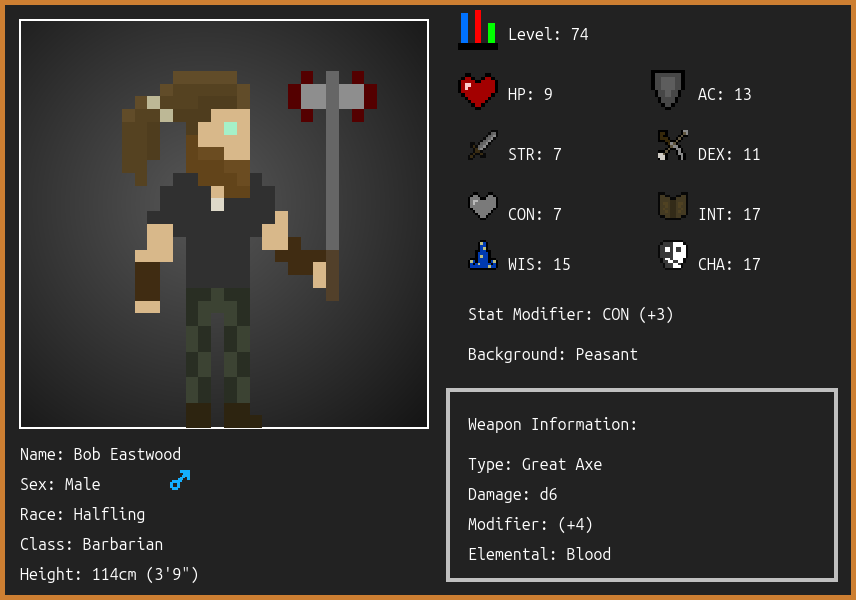 Level: 74
HP: 9
AC: 13
STR: 7
DEX: 11
CON: 7
INT: 17
WIS: 15
CHA: 17
Stat Modifier: CON (+3)
Background: Peasant
Name: Bob Eastwood
Sex: Male
Race: Halfling
Class: Barbarian
Height: 114cm (3'9")
Weapon Information:
Type: Great Axe
Damage: d6
Modifier: (+4)
Elemental: Blood